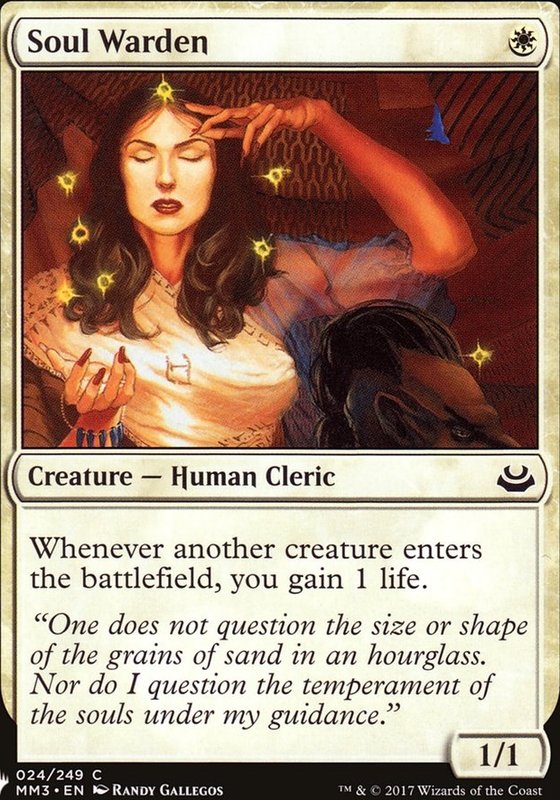 Soul Warden
Creature — Human Cleric
Whenever another creature enters
the battlefield, you gain 1 life.
“One does not question the size or shape
of the grains of sand in an hourglass.
Nor do I question the temperament of
the souls under my guidance.”
1/1
024/249 C
MM3 • EN Randy Gallegos
™ & © 2017 Wizards of the Coast